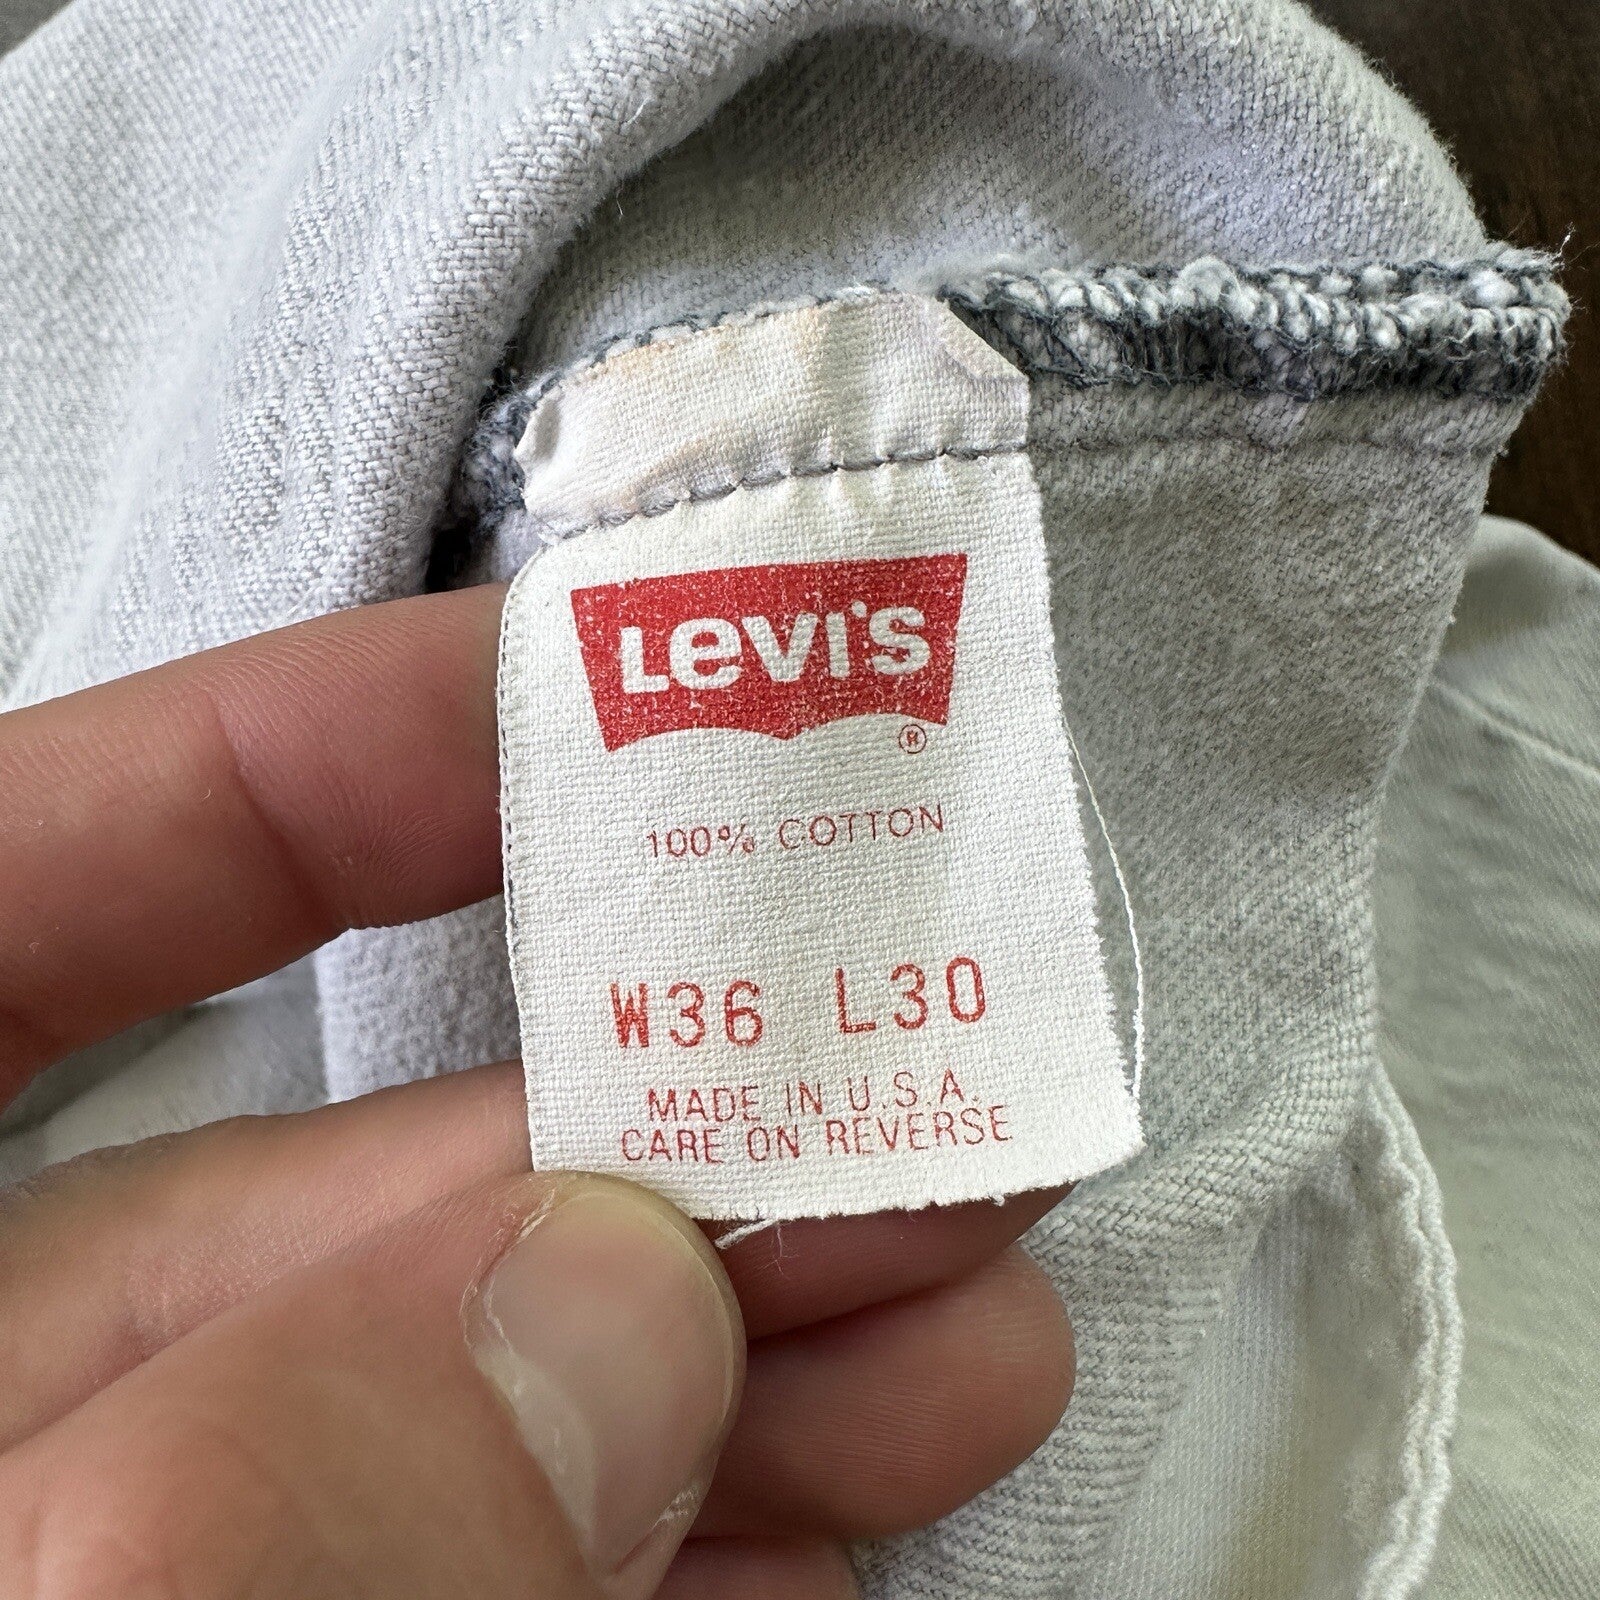 Levi's ®
100% COTTON
W36 L30
MADE IN U.S.A.
CARE ON REVERSE